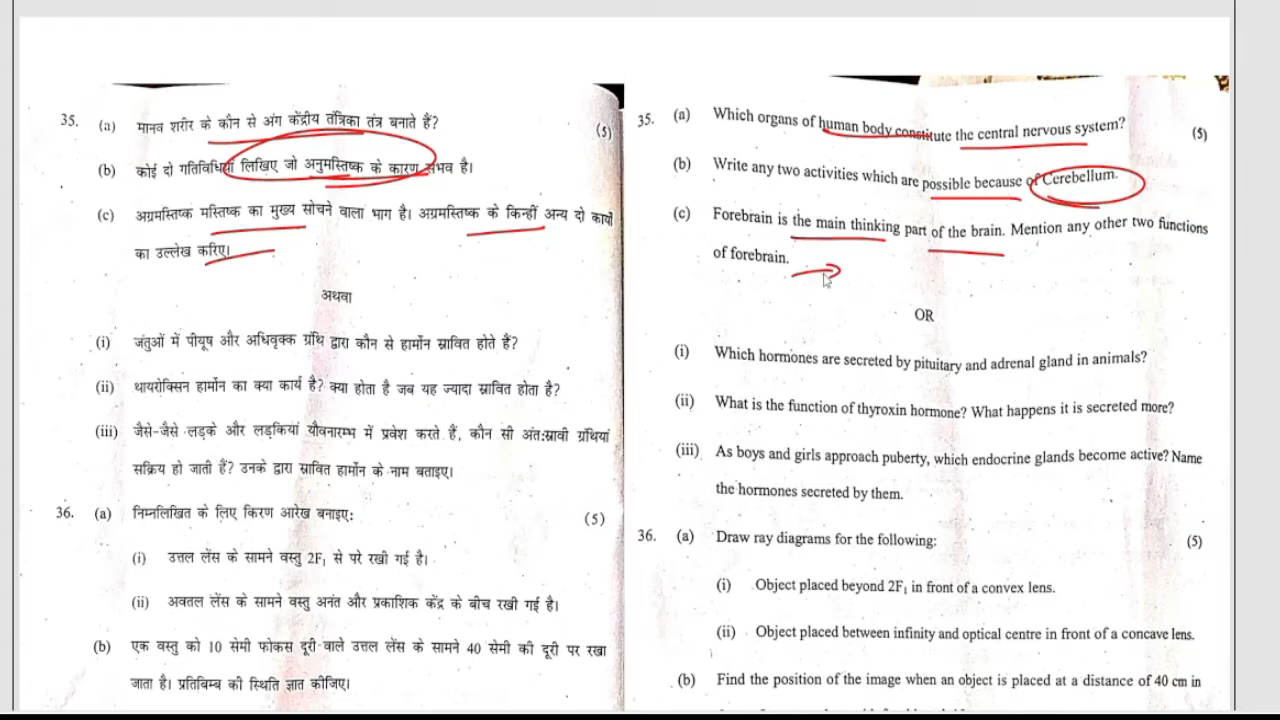 35. (a) मानव शरीर के कौन से अंग केंद्रीय तंत्रिका तंत्र बनाते हैं? (5)
(b) कोई दो गतिविधियां लिखिए जो अनुमस्तिष्क के कारण संभव है।
(c) अग्रमस्तिष्क मस्तिष्क का मुख्य सोचने वाला भाग है। अग्रमस्तिष्क के किन्हीं अन्य दो कार्यों
का उल्लेख करिए।
अथवा
(i) जंतुओं में पीयूष और अधिवृक्क ग्रंथि द्वारा कौन से हार्मोन स्रावित होते हैं?
(ii) थायरोक्सिन हार्मोन का क्या कार्य है? क्या होता है जब यह ज्यादा स्रावित होता है?
(iii) जैसे-जैसे लड़के और लड़कियां यौवनारम्भ में प्रवेश करते हैं, कौन सी अंतःस्रावी ग्रंथियां
सक्रिय हो जाती हैं? उनके द्वारा स्रावित हार्मोन के नाम बताइए।
36. (a) निम्नलिखित के लिए किरण आरेख बनाइए: (5)
(i) उत्तल लेंस के सामने वस्तु 2F₁ से परे रखी गई है।
(ii) अवतल लेंस के सामने वस्तु अनंत और प्रकाशिक केंद्र के बीच रखी गई है।
(b) एक वस्तु को 10 सेमी फोकस दूरी वाले उत्तल लेंस के सामने 40 सेमी की दूरी पर रखा
जाता है। प्रतिबिम्ब की स्थिति ज्ञात कीजिए।
35. (a) Which organs of human body constitute the central nervous system? (5)
(b) Write any two activities which are possible because of Cerebellum.
(c) Forebrain is the main thinking part of the brain. Mention any other two functions
of forebrain.
OR
(i) Which hormones are secreted by pituitary and adrenal gland in animals?
(ii) What is the function of thyroxin hormone? What happens it is secreted more?
(iii) As boys and girls approach puberty, which endocrine glands become active? Name
the hormones secreted by them.
36. (a) Draw ray diagrams for the following: (5)
(i) Object placed beyond 2F₁ in front of a convex lens.
(ii) Object placed between infinity and optical centre in front of a concave lens.
(b) Find the position of the image when an object is placed at a distance of 40 cm in